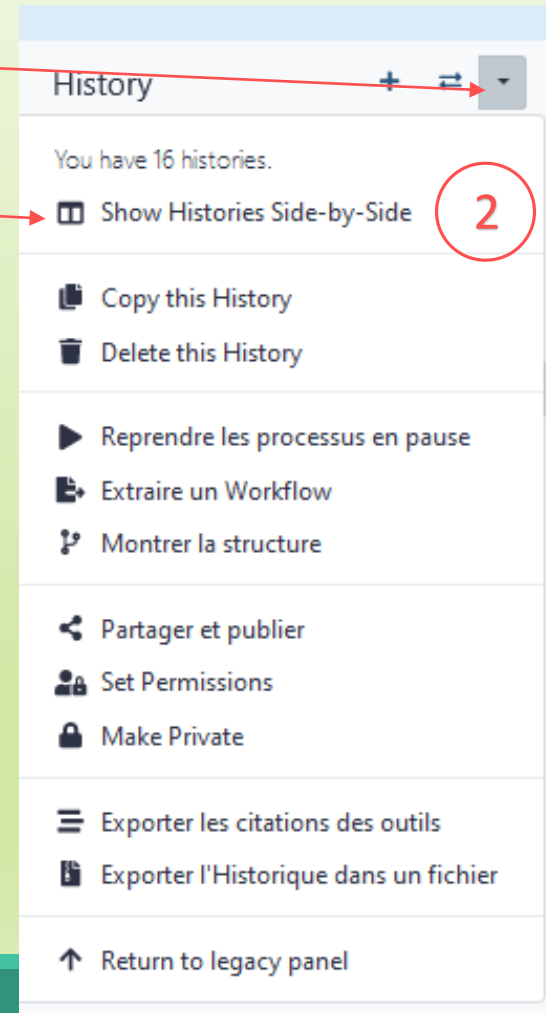 History
You have 16 histories.
Show Histories Side-by-Side
2
Copy this History
Delete this History
Reprendre les processus en pause
Extraire un Workflow
Montrer la structure
Partager et publier
Set Permissions
Make Private
Exporter les citations des outils
Exporter l'Historique dans un fichier
Return to legacy panel